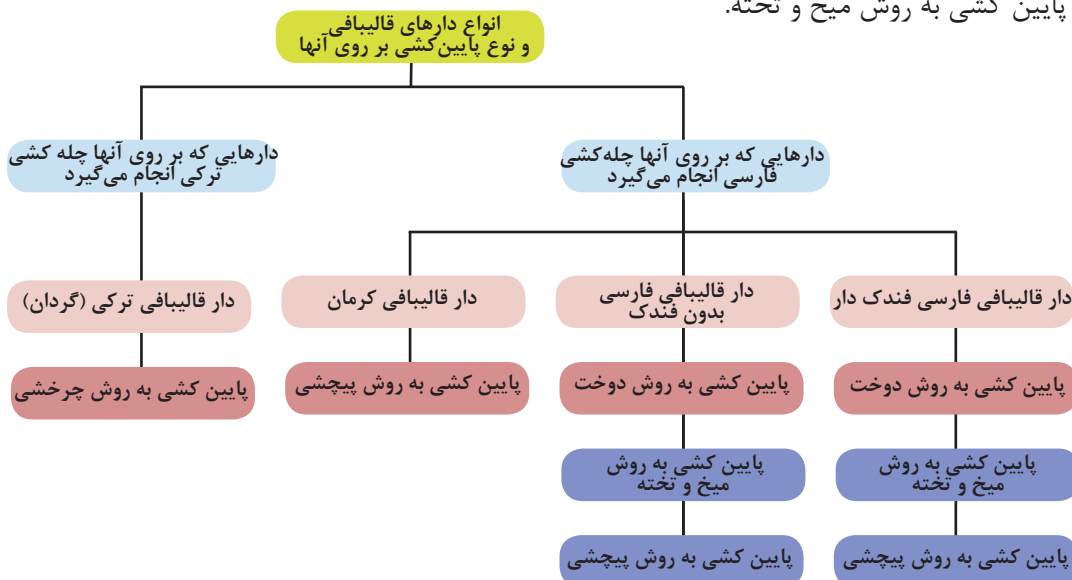 پایین کشی به روش میخ و تخته.
انواع دارهای قالیبافی
و نوع پایین‌کشی بر روی آنها
دارهایی که بر روی آنها چله‌کشی
فارسی انجام می‌گیرد
دارهایی که بر روی آنها چله کشی
ترکی انجام می‌گیرد
دار قالیبافی فارسی فندک دار
دار قالیبافی فارسی
بدون فندک
دار قالیبافی کرمان
دار قالیبافی ترکی (گردان)
پایین کشی به روش دوخت
پایین کشی به روش دوخت
پایین کشی به روش پیچشی
پایین کشی به روش چرخشی
پایین کشی به روش
میخ و تخته
پایین کشی به روش
میخ و تخته
پایین کشی به روش پیچشی
پایین کشی به روش پیچشی